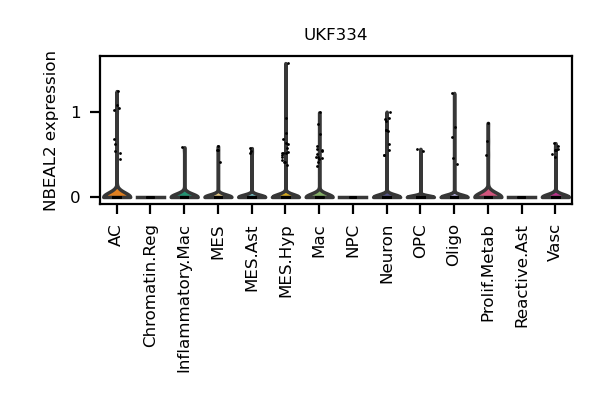 UKF334
NBEAL2 expression
1
0
AC
Chromatin.Reg
Inflammatory.Mac
MES
MES.Ast
MES.Hyp
Mac
NPC
Neuron
OPC
Oligo
Prolif.Metab
Reactive.Ast
Vasc